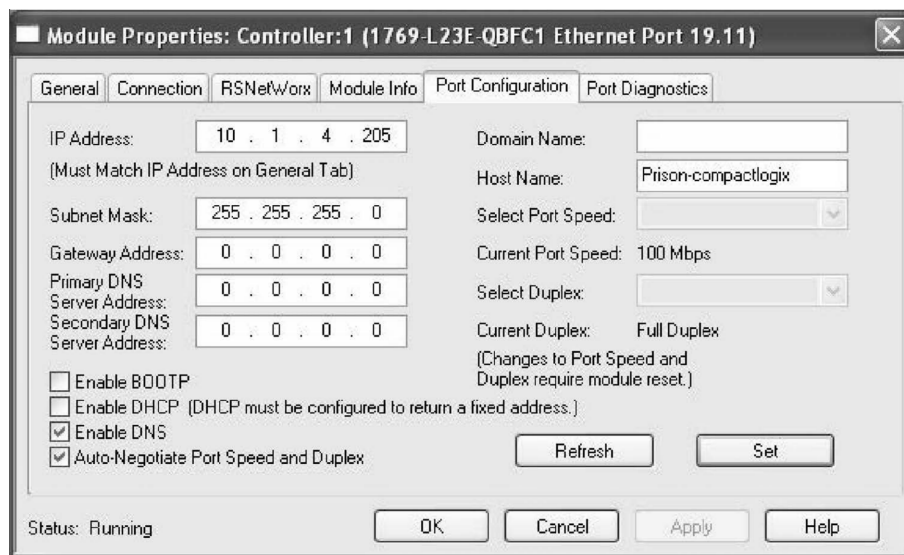 Module Properties: Controller:1 (1769-L23E-QBFC1 Ethernet Port 19.11)
General Connection RSNetWorx Module Info Port Configuration Port Diagnostics
IP Address: 10 . 1 . 4 . 205
(Must Match IP Address on General Tab)
Subnet Mask: 255 . 255 . 255 . 0
Gateway Address: 0 . 0 . 0 . 0
Primary DNS
Server Address: 0 . 0 . 0 . 0
Secondary DNS
Server Address: 0 . 0 . 0 . 0
Enable BOOTP
Enable DHCP (DHCP must be configured to return a fixed address.)
Enable DNS
Auto-Negotiate Port Speed and Duplex
Domain Name:
Host Name: Prison-compactlogix
Select Port Speed:
Current Port Speed: 100 Mbps
Select Duplex:
Current Duplex: Full Duplex
(Changes to Port Speed and
Duplex require module reset.)
Refresh Set
Status: Running OK Cancel Apply Help